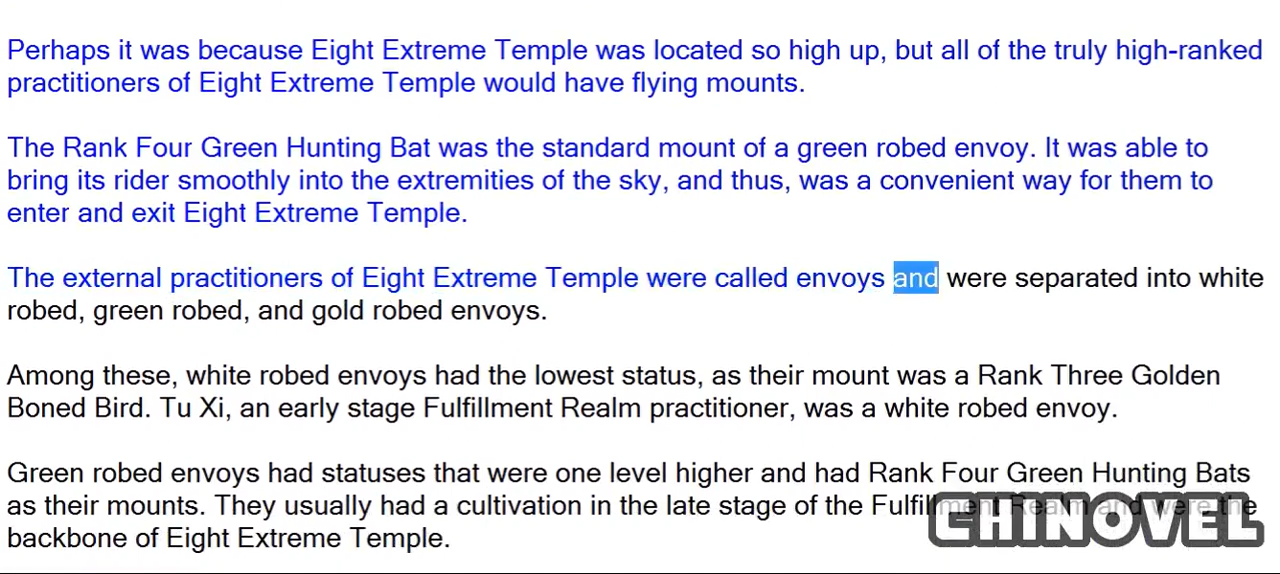 Perhaps it was because Eight Extreme Temple was located so high up, but all of the truly high-ranked
practitioners of Eight Extreme Temple would have flying mounts.
The Rank Four Green Hunting Bat was the standard mount of a green robed envoy. It was able to
bring its rider smoothly into the extremities of the sky, and thus, was a convenient way for them to
enter and exit Eight Extreme Temple.
The external practitioners of Eight Extreme Temple were called envoys and were separated into white
robed, green robed, and gold robed envoys.
Among these, white robed envoys had the lowest status, as their mount was a Rank Three Golden
Boned Bird. Tu Xi, an early stage Fulfillment Realm practitioner, was a white robed envoy.
Green robed envoys had statuses that were one level higher and had Rank Four Green Hunting Bats
as their mounts. They usually had a cultivation in the late stage of the Fulfillment Realm and were the
backbone of Eight Extreme Temple.
CHINOVEL